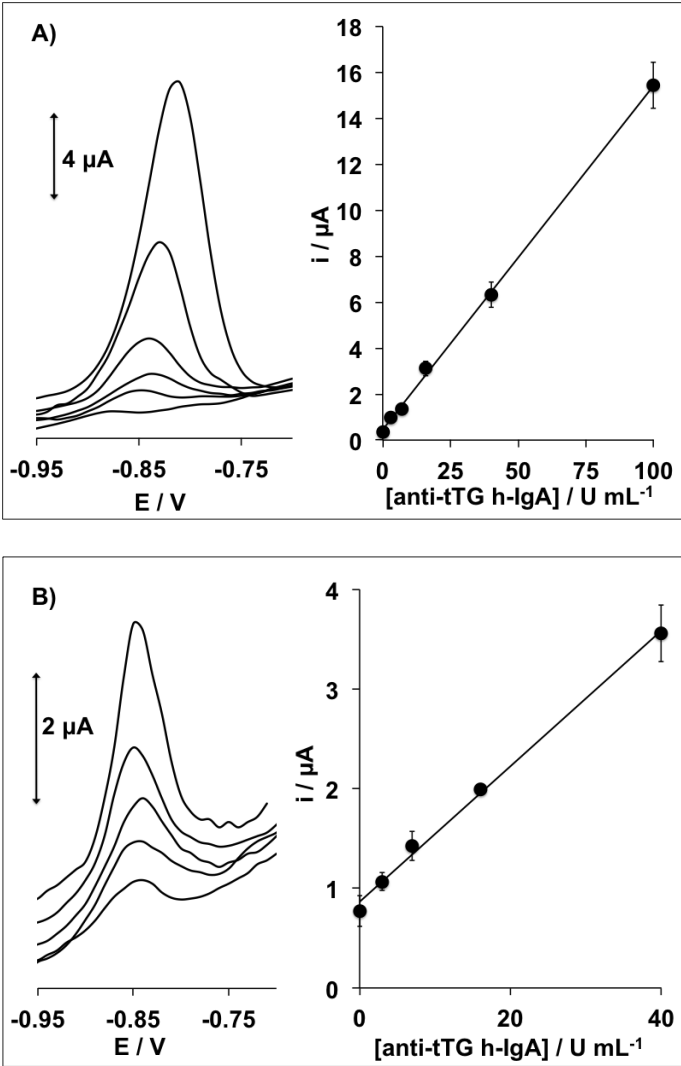 A)
4 µA
-0.95
-0.85
-0.75
E / V
18
16
14
12
10
8
6
4
2
0
i / µA
0
25
50
75
100
[anti-tTG h-IgA] / U mL-1
B)
2 µA
-0.95
-0.85
-0.75
E / V
4
3
2
1
0
i / µA
0
20
40
[anti-tTG h-IgA] / U mL-1